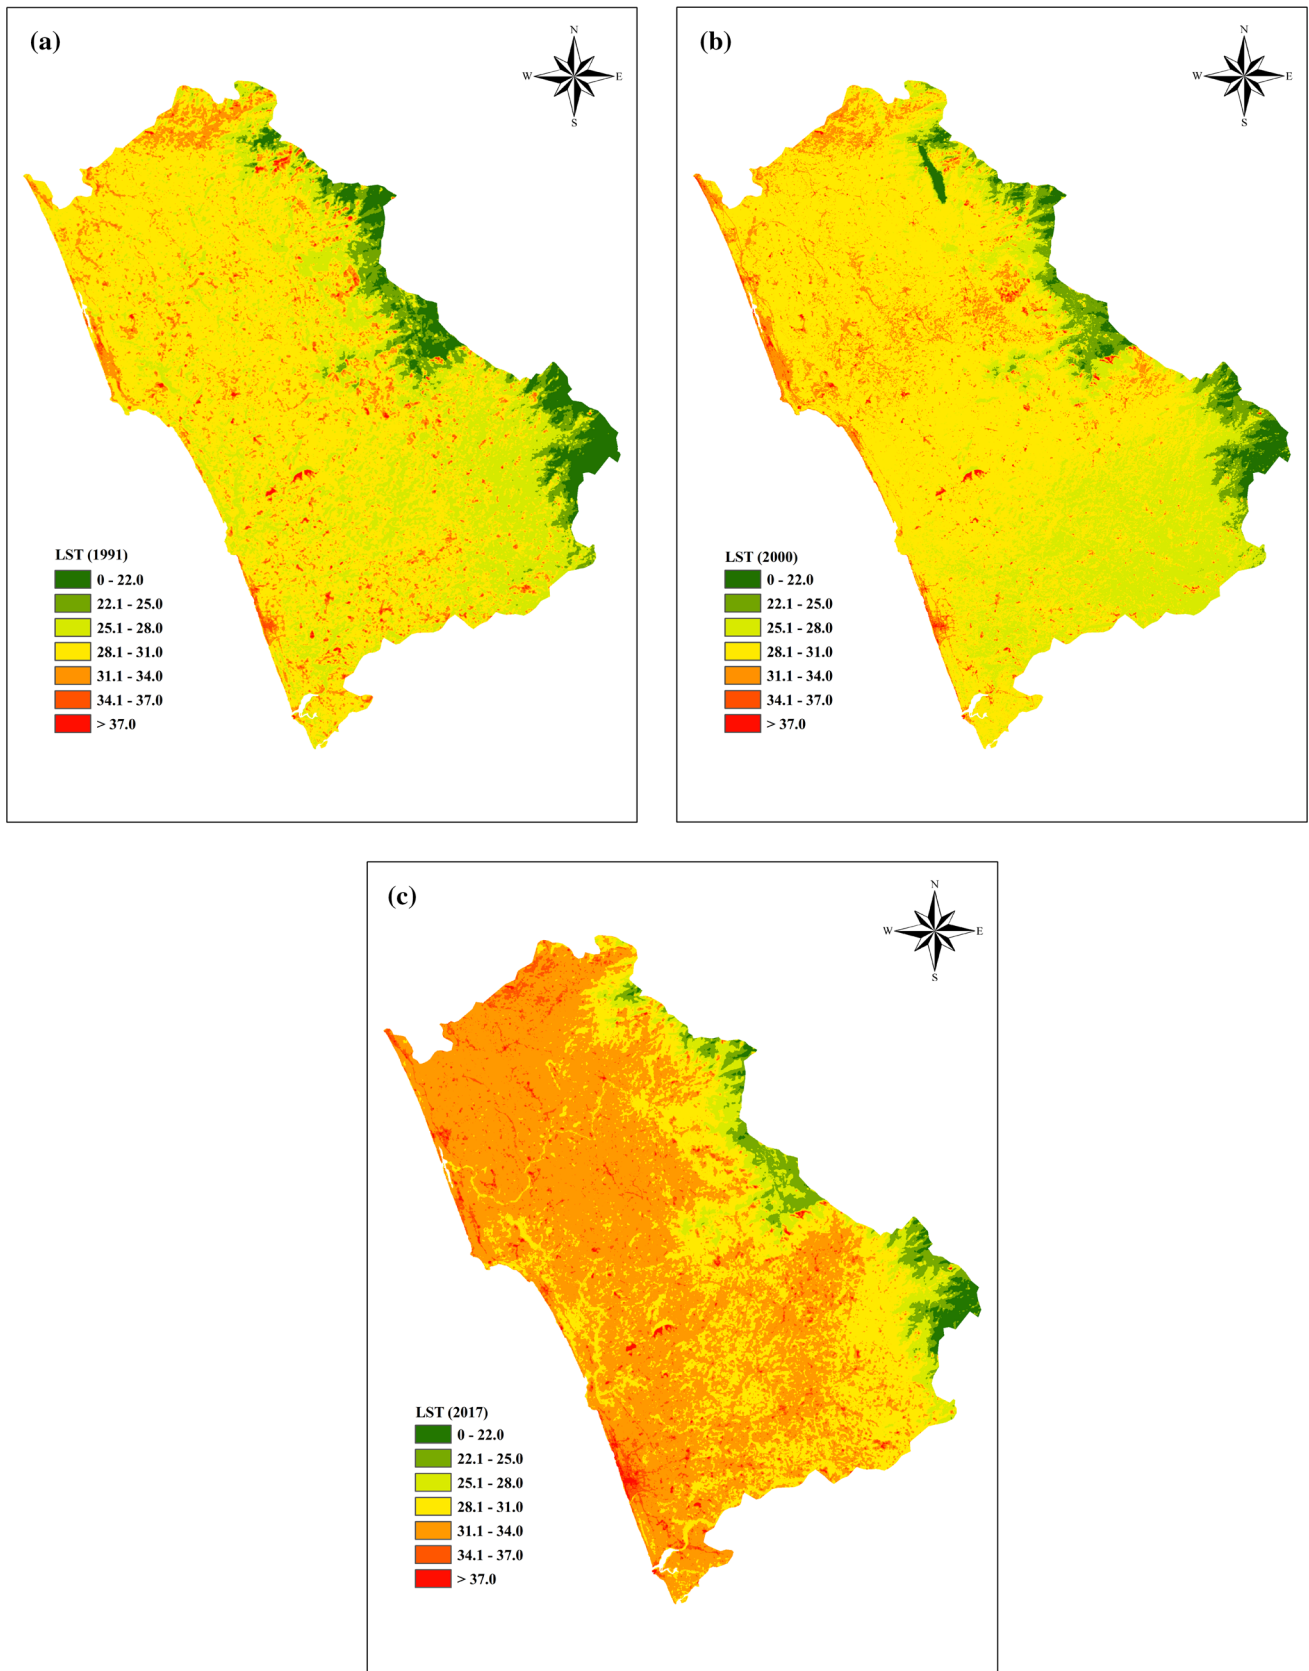 (a)
N
W E
S
LST (1991)
0 - 22.0
22.1 - 25.0
25.1 - 28.0
28.1 - 31.0
31.1 - 34.0
34.1 - 37.0
> 37.0
(b)
N
W E
S
LST (2000)
0 - 22.0
22.1 - 25.0
25.1 - 28.0
28.1 - 31.0
31.1 - 34.0
34.1 - 37.0
> 37.0
(c)
N
W E
S
LST (2017)
0 - 22.0
22.1 - 25.0
25.1 - 28.0
28.1 - 31.0
31.1 - 34.0
34.1 - 37.0
> 37.0